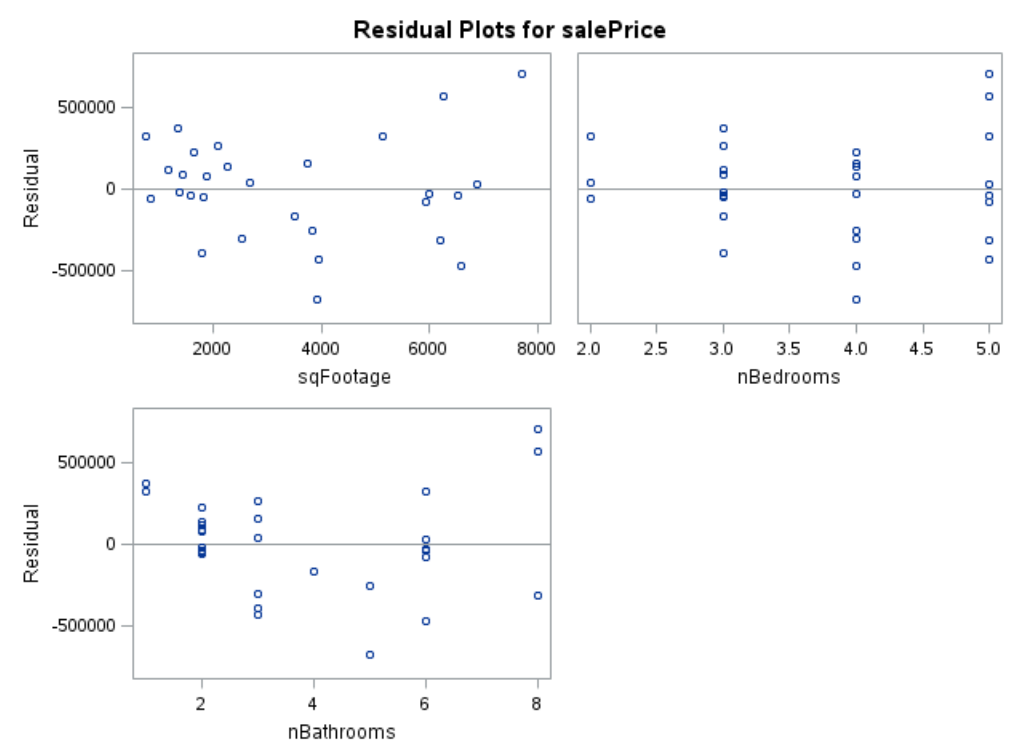 Residual Plots for salePrice
Residual
500000
0
-500000
2000 4000 6000 8000
sqFootage
2.0 2.5 3.0 3.5 4.0 4.5 5.0
nBedrooms
Residual
500000
0
-500000
2 4 6 8
nBathrooms